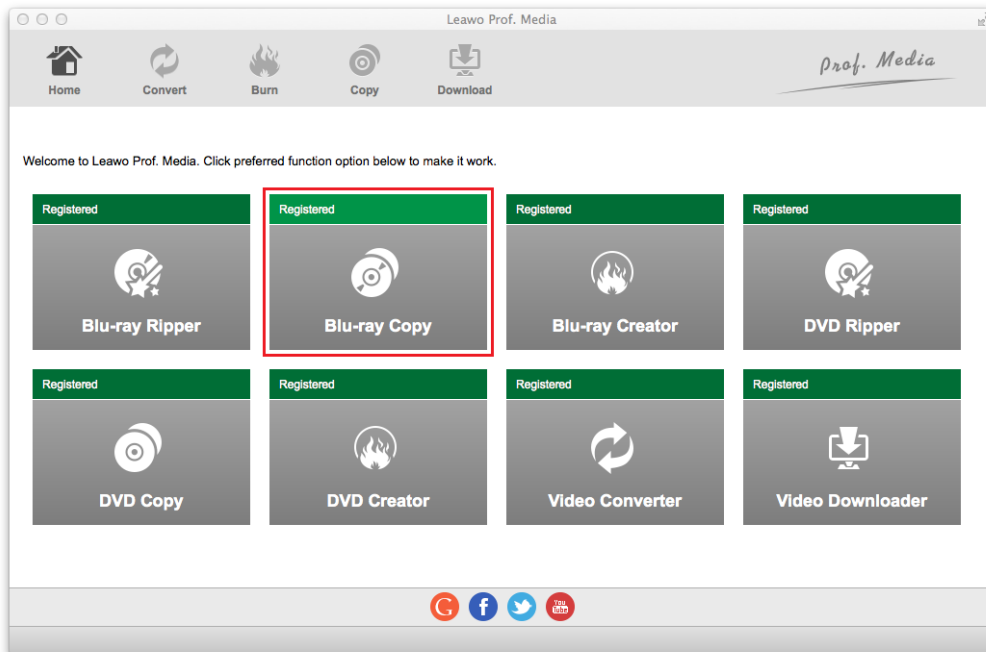 Leawo Prof. Media
Home Convert Burn Copy Download
Prof. Media
Welcome to Leawo Prof. Media. Click preferred function option below to make it work.
Registered Registered Registered Registered
Blu-ray Ripper Blu-ray Copy Blu-ray Creator DVD Ripper
Registered Registered Registered Registered
DVD Copy DVD Creator Video Converter Video Downloader
G f You Tube